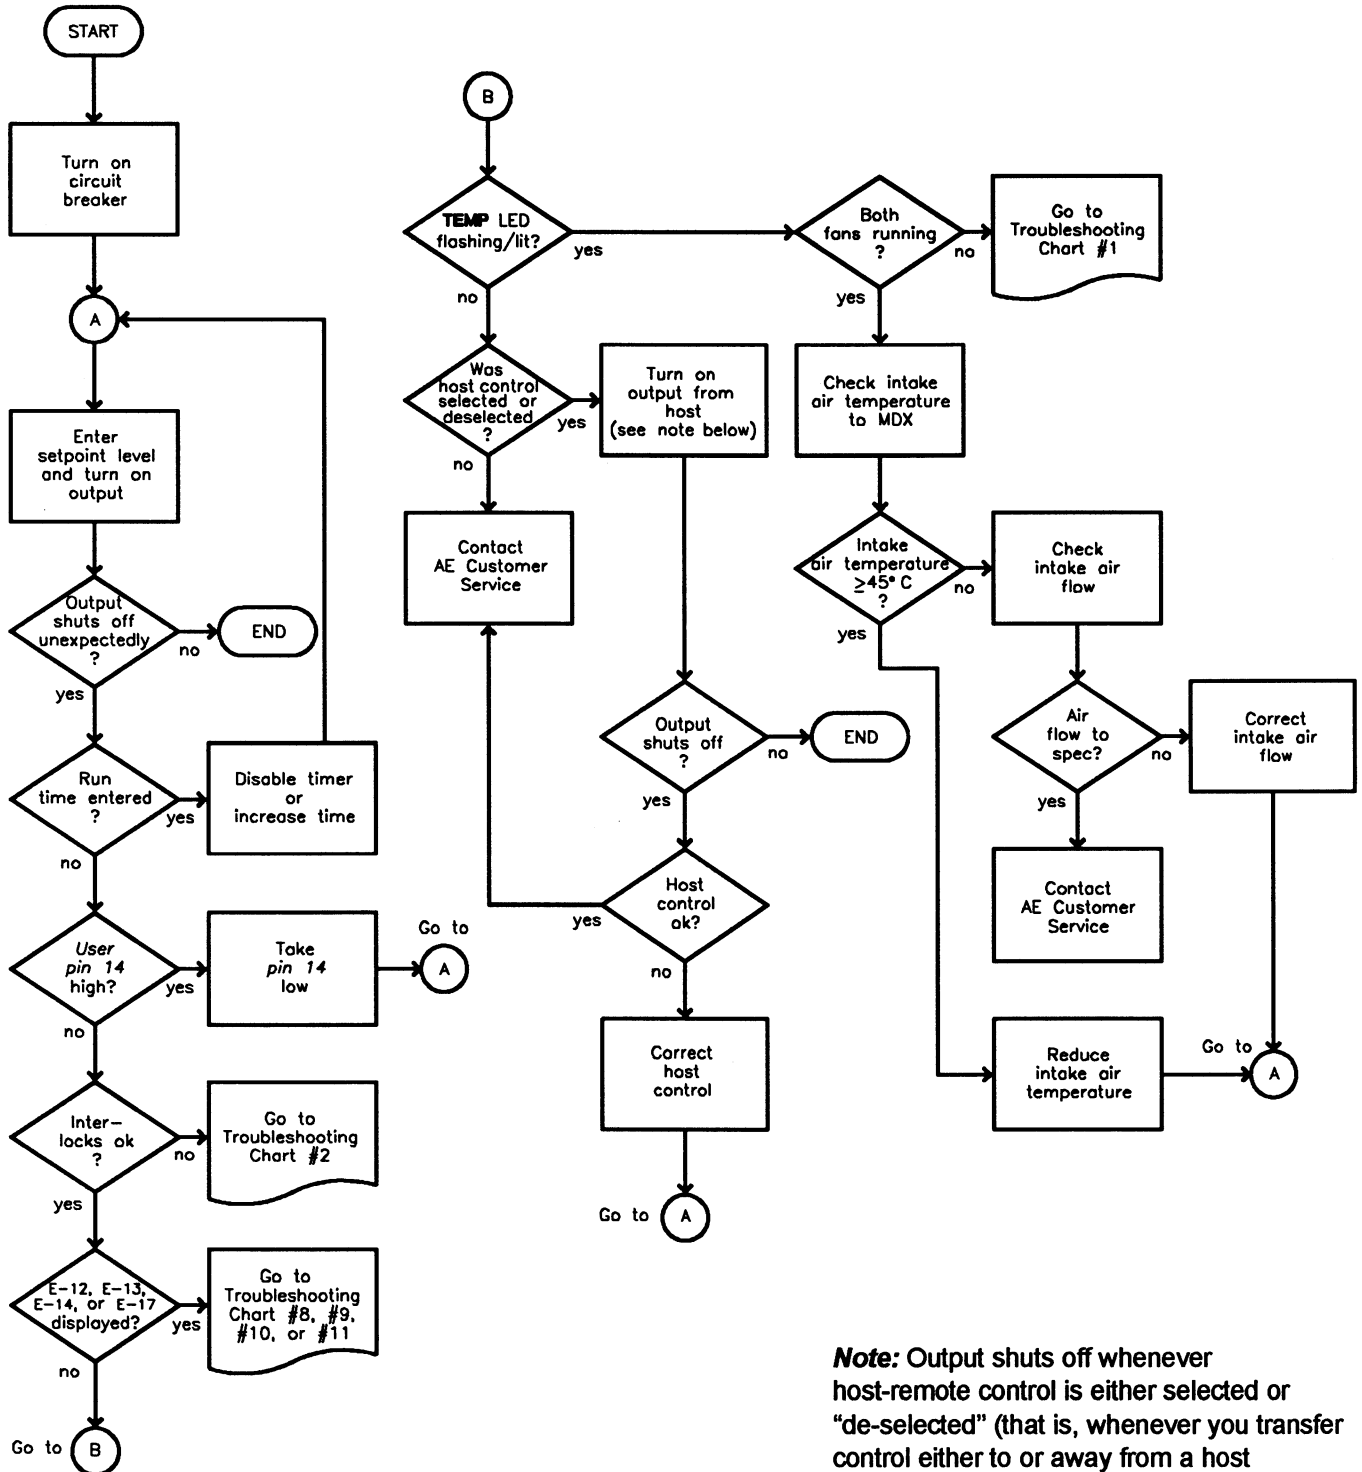 START
Turn on
circuit
breaker
A
Enter
setpoint level
and turn on
output
Output
shuts off
unexpectedly
?
no
END
yes
Run
time entered
?
yes
Disable timer
or
increase time
no
User
pin 14
high?
yes
Take
pin 14
low
Go to
A
no
Inter-
locks ok
?
no
Go to
Troubleshooting
Chart #2
yes
E-12, E-13,
E-14, or E-17
displayed?
yes
Go to
Troubleshooting
Chart #8, #9,
#10, or #11
no
Go to
B
B
TEMP LED
flashing/lit?
yes
no
Was
host control
selected or
deselected
?
yes
Turn on
output from
host
(see note below)
no
Contact
AE Customer
Service
Output
shuts off
?
no
END
yes
Host
control
ok?
yes
no
Correct
host
control
Go to
A
Both
fans running
?
no
Go to
Troubleshooting
Chart #1
yes
Check intake
air temperature
to MDX
Intake
air temperature
≥45° C
?
no
Check
intake air
flow
yes
Air
flow to
spec?
no
Correct
intake air
flow
yes
Contact
AE Customer
Service
Reduce
intake air
temperature
Go to
A
Note: Output shuts off whenever
host-remote control is either selected or
“de-selected” (that is, whenever you transfer
control either to or away from a host